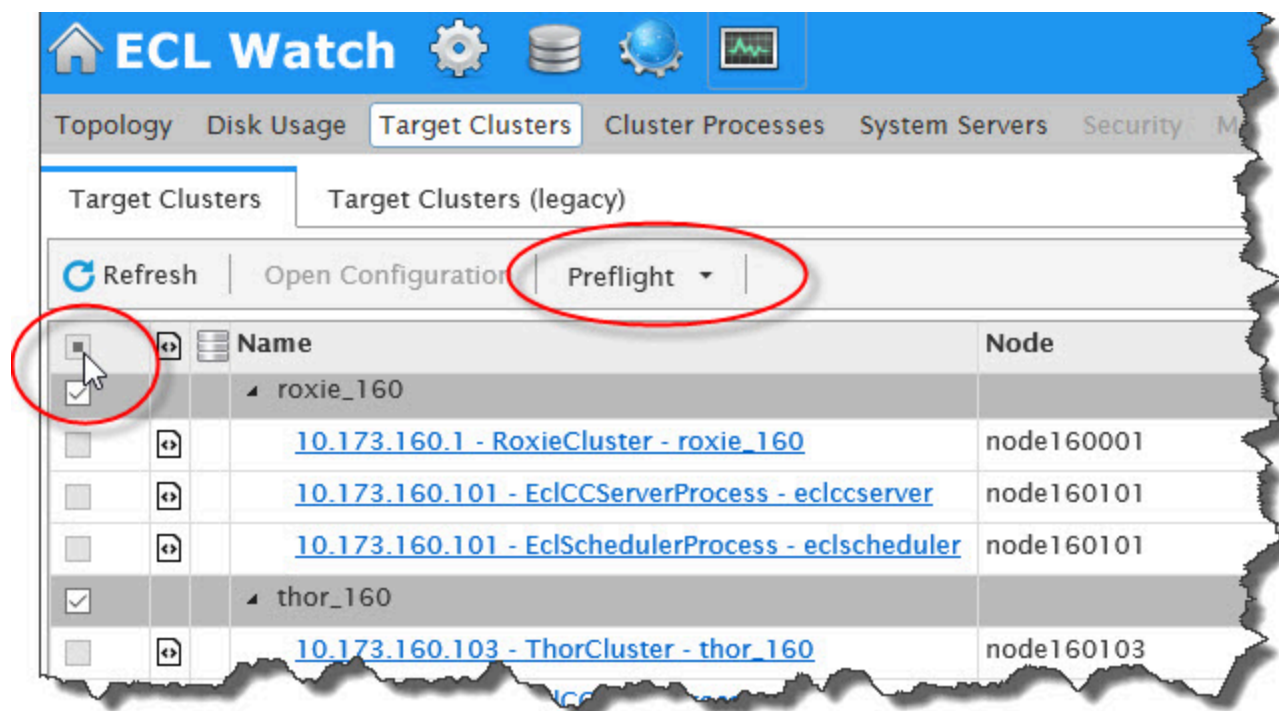 ECL Watch
Topology Disk Usage Target Clusters Cluster Processes System Servers Security
Target Clusters Target Clusters (legacy)
Refresh Open Configuration Preflight
Name Node
roxie_160
10.173.160.1 - RoxieCluster - roxie_160 node160001
10.173.160.101 - EclCCServerProcess - eclccserver node160101
10.173.160.101 - EclSchedulerProcess - eclscheduler node160101
thor_160
10.173.160.103 - ThorCluster - thor_160 node160103